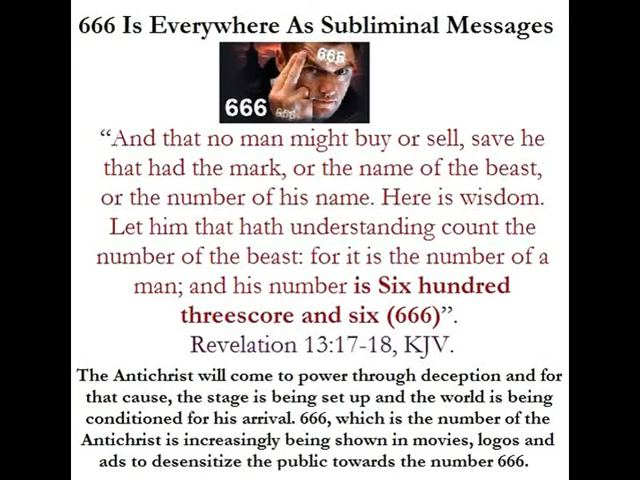 666 Is Everywhere As Subliminal Messages
666
666
666
“And that no man might buy or sell, save he
that had the mark, or the name of the beast,
or the number of his name. Here is wisdom.
Let him that hath understanding count the
number of the beast: for it is the number of a
man; and his number is Six hundred
threescore and six (666)”.
Revelation 13:17-18, KJV.
The Antichrist will come to power through deception and for
that cause, the stage is being set up and the world is being
conditioned for his arrival. 666, which is the number of the
Antichrist is increasingly being shown in movies, logos and
ads to desensitize the public towards the number 666.